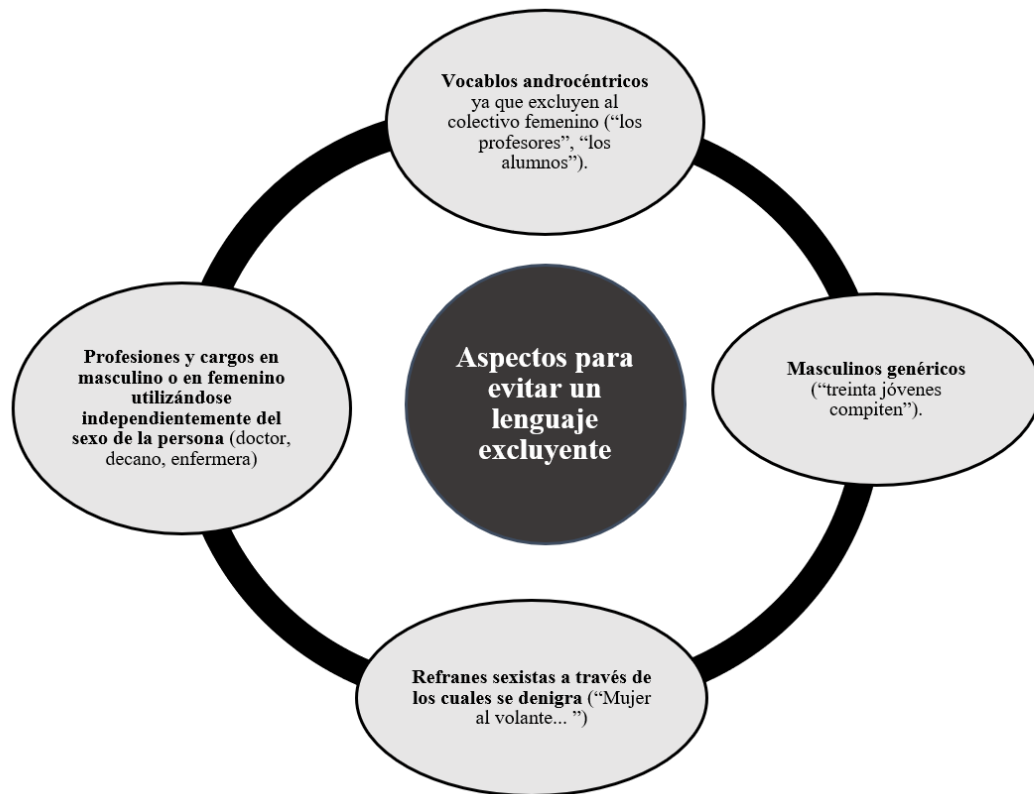 Vocablos androcéntricos
ya que excluyen al
colectivo femenino (“los
profesores”, “los
alumnos”).
Profesiones y cargos en
masculino o en femenino
utilizándose
independientemente del
sexo de la persona (doctor,
decano, enfermera)
Aspectos para
evitar un
lenguaje
excluyente
Masculinos genéricos
(“treinta jóvenes
compiten”).
Refranes sexistas a través de
los cuales se denigra (“Mujer
al volante... ”)